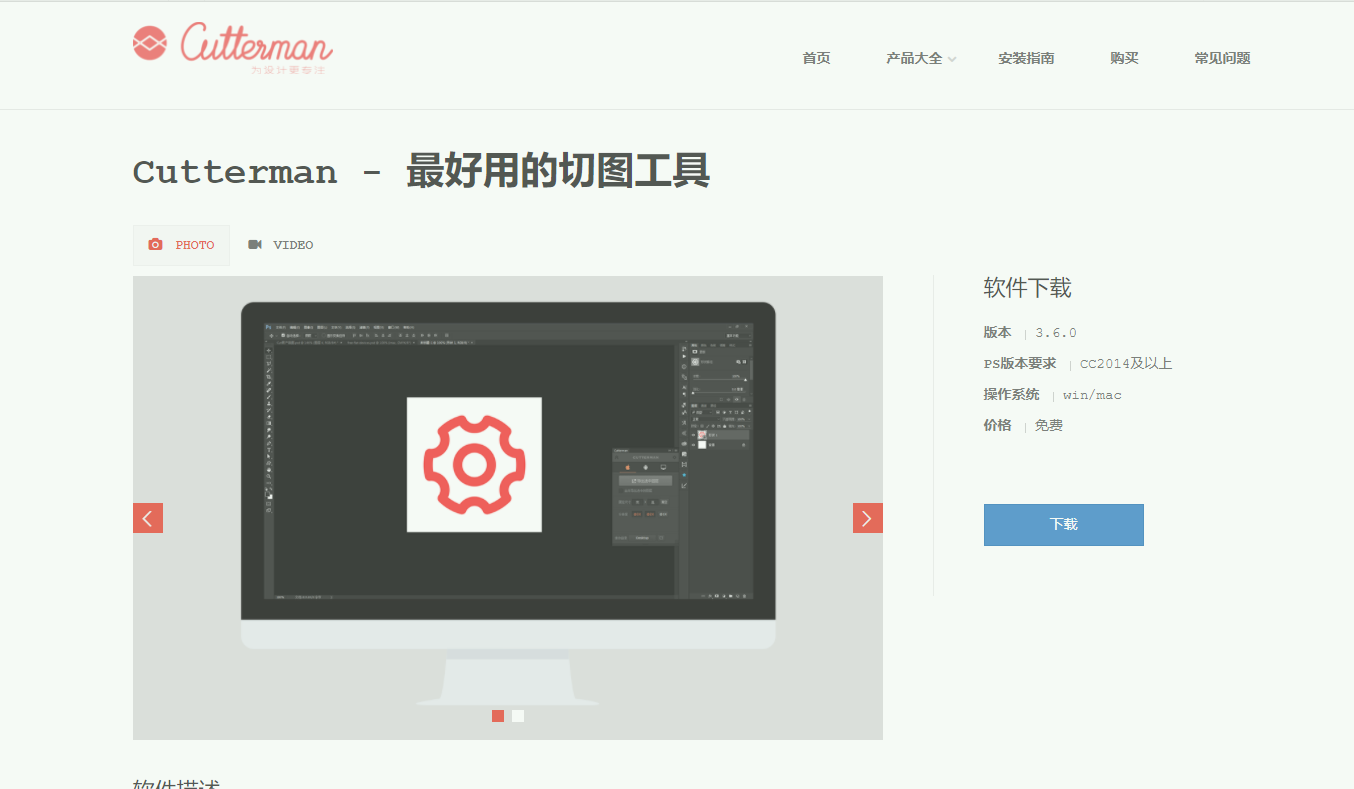 Cutterman
为设计更专注
首页 产品大全 安装指南 购买 常见问题
Cutterman - 最好用的切图工具
PHOTO VIDEO
软件下载
版本 | 3.6.0
PS版本要求 | CC2014及以上
操作系统 | win/mac
价格 | 免费
下载
软件描述